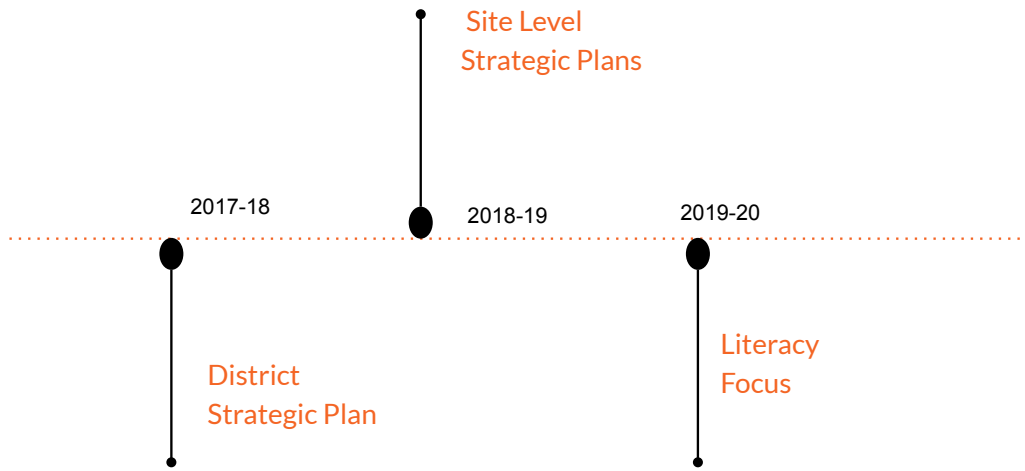 Site Level
Strategic Plans
2017-18
2018-19
2019-20
District
Strategic Plan
Literacy
Focus